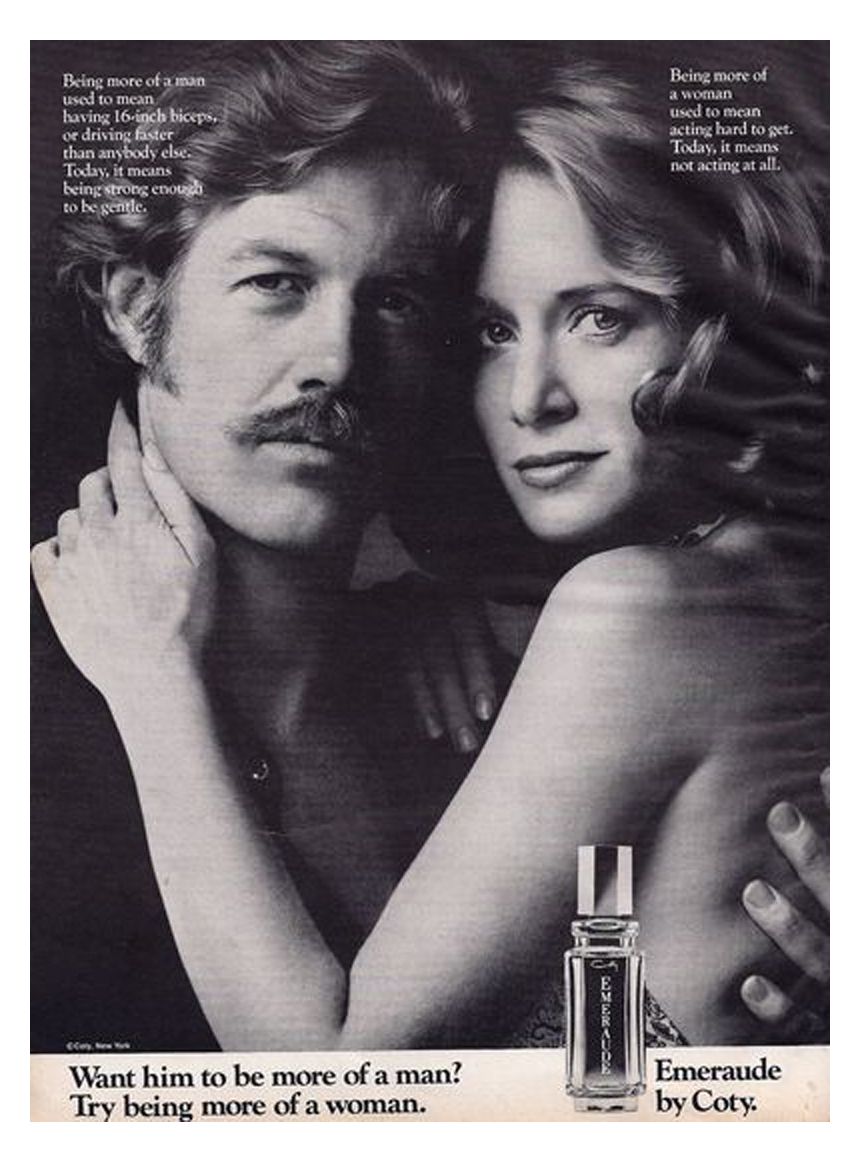 Being more of a man
used to mean
having 16-inch biceps,
or driving faster
than anybody else.
Today, it means
being strong enough
to be gentle.
Being more of
a woman
used to mean
acting hard to get.
Today, it means
not acting at all.
Coty
EMERAUDE
©Coty, New York
Want him to be more of a man?
Try being more of a woman.
Emeraude
by Coty.